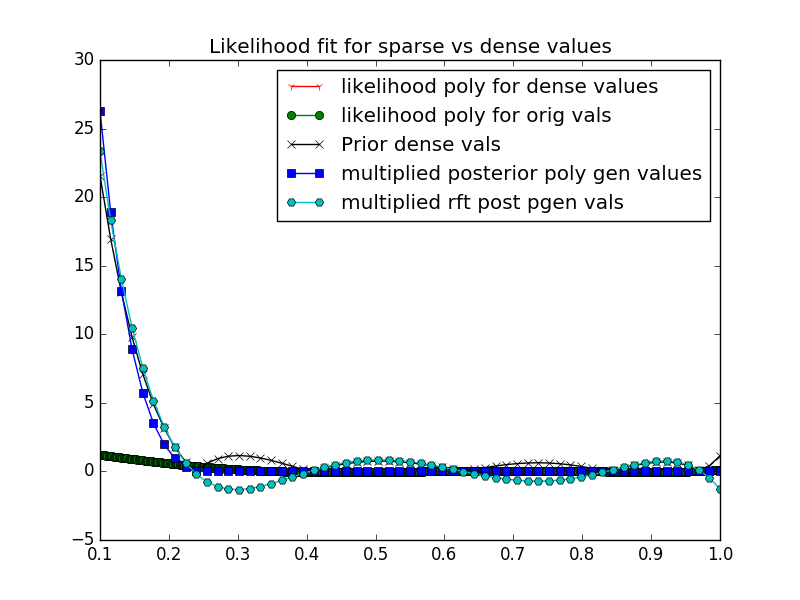 Likelihood fit for sparse vs dense values
30
25
20
15
10
5
0
−5
likelihood poly for dense values
likelihood poly for orig vals
Prior dense vals
multiplied posterior poly gen values
multiplied rft post pgen vals
0.1 0.2 0.3 0.4 0.5 0.6 0.7 0.8 0.9 1.0